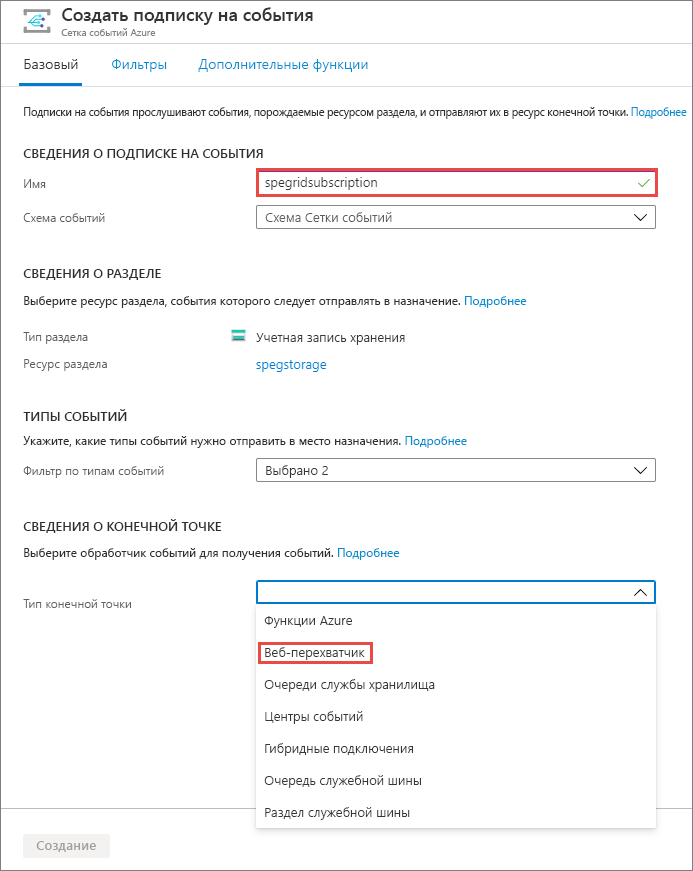 Создать подписку на события
Сетка событий Azure
Базовый Фильтры Дополнительные функции
Подписки на события прослушивают события, порождаемые ресурсом раздела, и отправляют их в ресурс конечной точки. Подробнее
СВЕДЕНИЯ О ПОДПИСКЕ НА СОБЫТИЯ
Имя spegridsubscription
Схема событий Схема Сетки событий
СВЕДЕНИЯ О РАЗДЕЛЕ
Выберите ресурс раздела, события которого следует отправлять в назначение. Подробнее
Тип раздела Учетная запись хранения
Ресурс раздела spegstorage
ТИПЫ СОБЫТИЙ
Укажите, какие типы событий нужно отправить в место назначения. Подробнее
Фильтр по типам событий Выбрано 2
СВЕДЕНИЯ О КОНЕЧНОЙ ТОЧКЕ
Выберите обработчик событий для получения событий. Подробнее
Тип конечной точки
Функции Azure
Веб-перехватчик
Очереди службы хранилища
Центры событий
Гибридные подключения
Очередь служебной шины
Раздел служебной шины
Создание